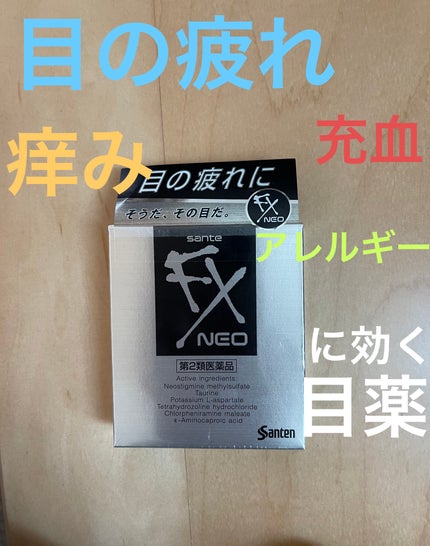 目の疲れ
痒み
充血
目の疲れに
そうだ、その目だ。
FX
NEO
アレルギー
sante
FX
NEO
に効く
第2類医薬品
目薬
Active ingredients:
Neostigmine methylsulfate
Taurine
Potassium L-aspartate
Tetrahydrozoline hydrochloride
Chlorpheniramine maleate
ε-Aminocaproic acid
Santen